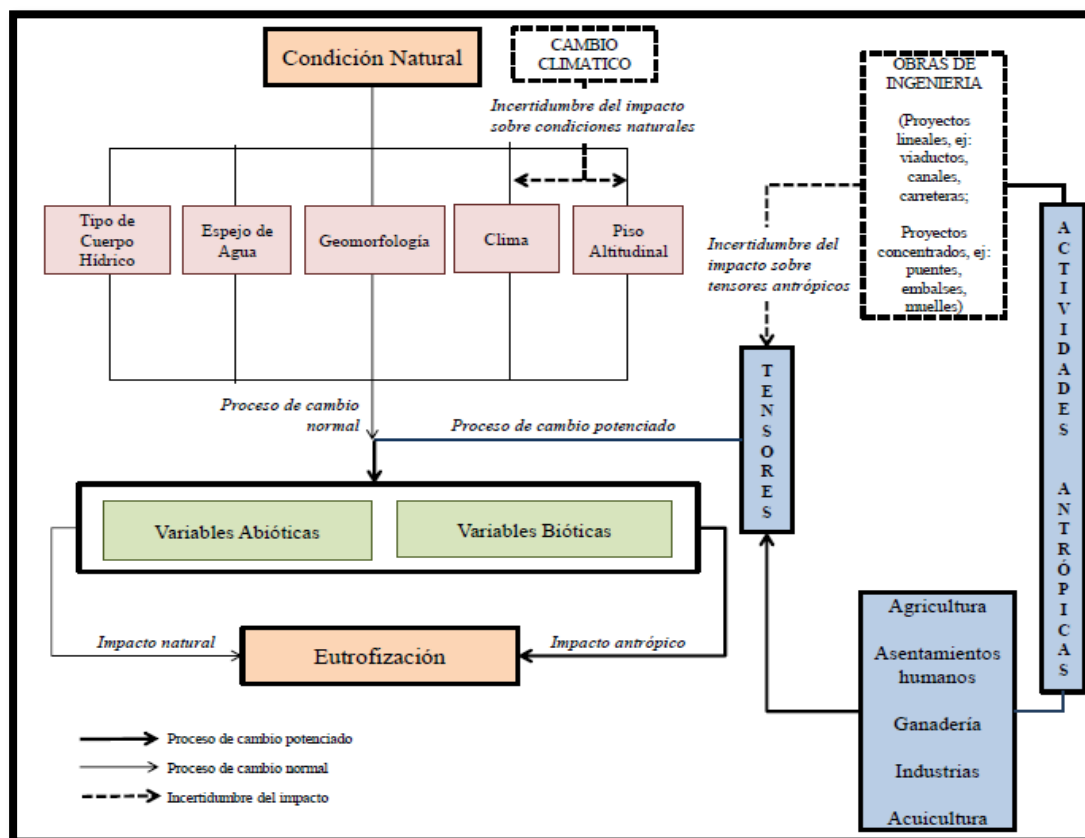 Condición Natural
CAMBIO
CLIMATICO
Incertidumbre del impacto
sobre condiciones naturales
OBRAS DE
INGENIERIA
(Proyectos
lineales, ej:
viaductos,
canales,
carreteras;
Proyectos
concentrados, ej:
puentes,
embalses,
muelles)
Tipo de
Cuerpo
Hídrico
Espejo de
Agua
Geomorfología
Clima
Piso
Altitudinal
Incertidumbre del
impacto sobre
tensores antrópicos
ACTIVIDADES ANTRÓPICAS
TENSORES
Proceso de cambio
normal
Proceso de cambio potenciado
Variables Abióticas
Variables Bióticas
Impacto natural
Eutrofización
Impacto antrópico
Agricultura
Asentamientos
humanos
Ganadería
Industrias
Acuicultura
Proceso de cambio potenciado
Proceso de cambio normal
Incertidumbre del impacto